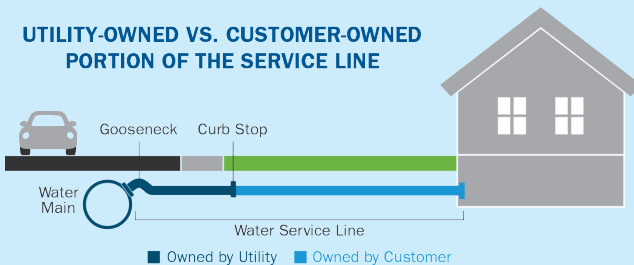 UTILITY-OWNED VS. CUSTOMER-OWNED
PORTION OF THE SERVICE LINE
Gooseneck
Curb Stop
Water
Main
Water Service Line
Owned by Utility
Owned by Customer